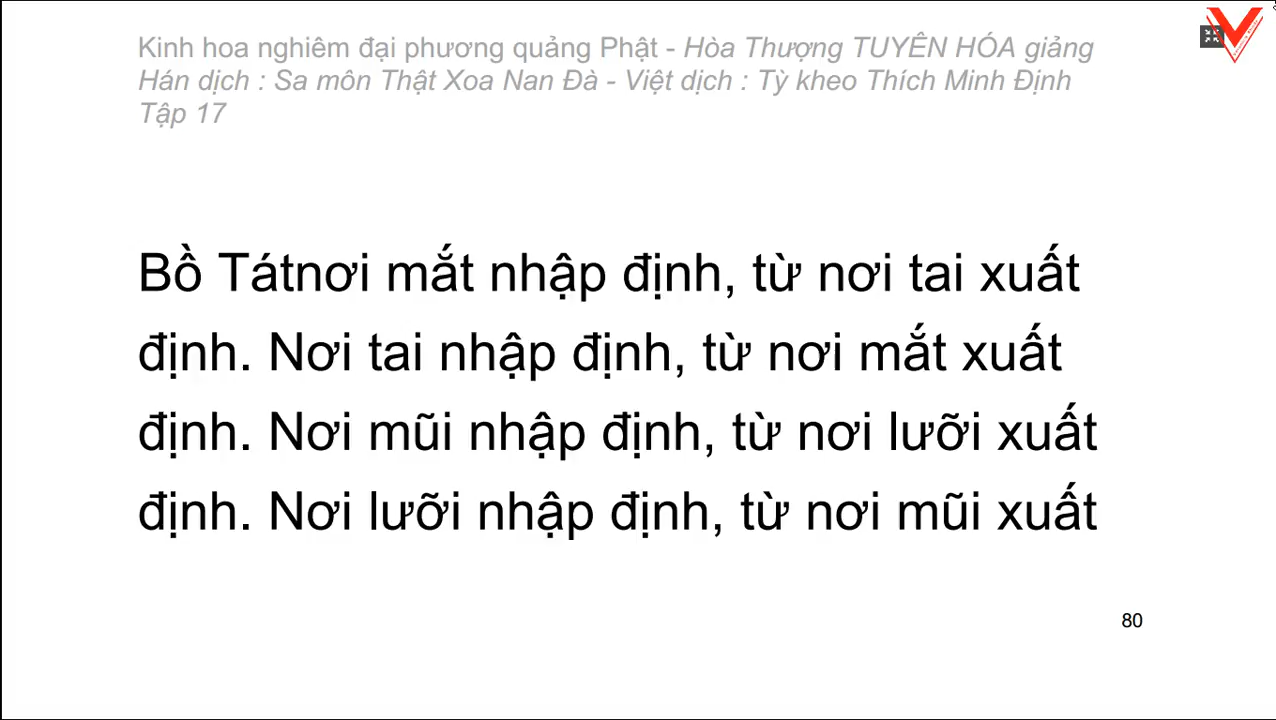 Kinh hoa nghiêm đại phương quảng Phật - Hòa Thượng TUYÊN HÓA giảng
Hán dịch : Sa môn Thật Xoa Nan Đà - Việt dịch : Tỳ kheo Thích Minh Định
Tập 17
Bồ Tátnơi mắt nhập định, từ nơi tai xuất
định. Nơi tai nhập định, từ nơi mắt xuất
định. Nơi mũi nhập định, từ nơi lưỡi xuất
định. Nơi lưỡi nhập định, từ nơi mũi xuất
80